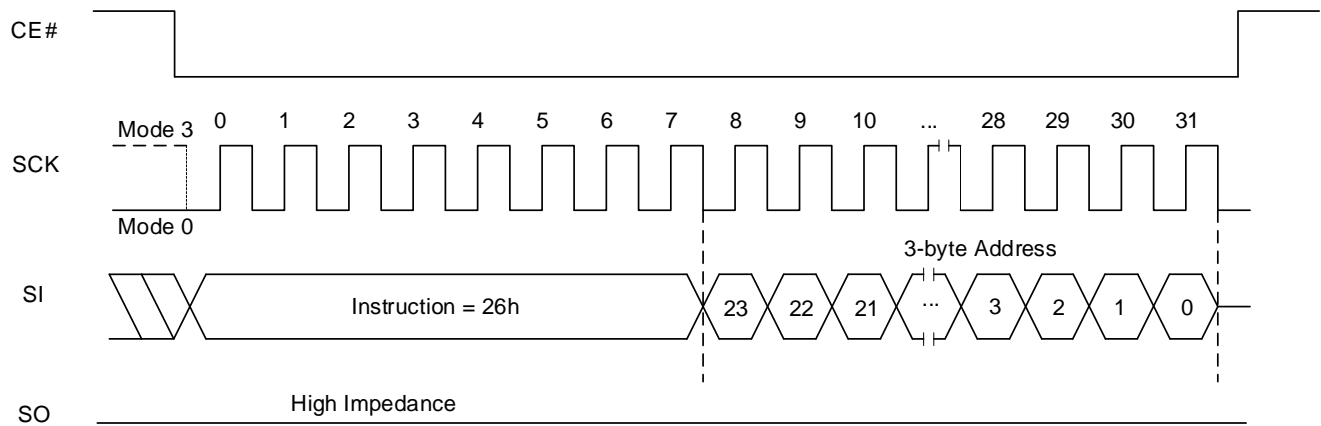 CE#
Mode 3
0 1 2 3 4 5 6 7 8 9 10 ... 28 29 30 31
SCK
Mode 0
3-byte Address
SI
Instruction = 26h
23 22 21 ... 3 2 1 0
High Impedance
SO